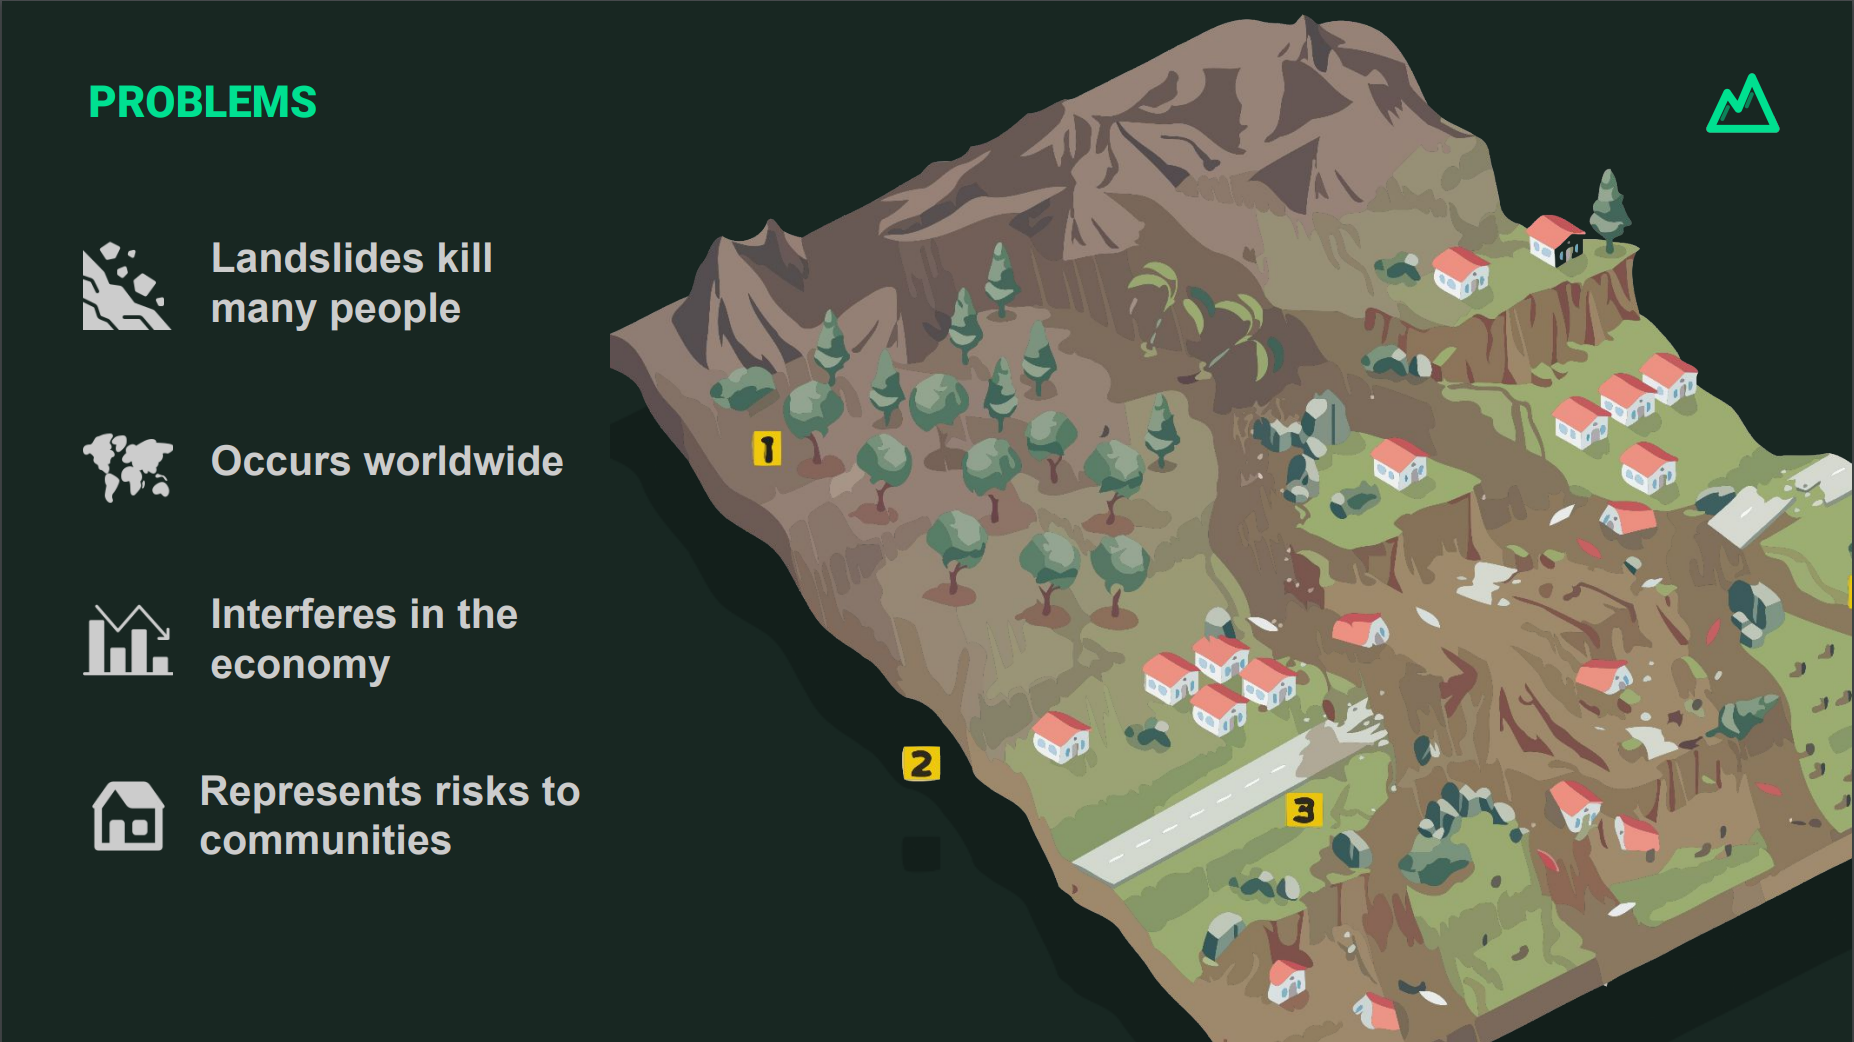 PROBLEMS
Landslides kill
many people
Occurs worldwide
Interferes in the
economy
Represents risks to
communities
1
2
3